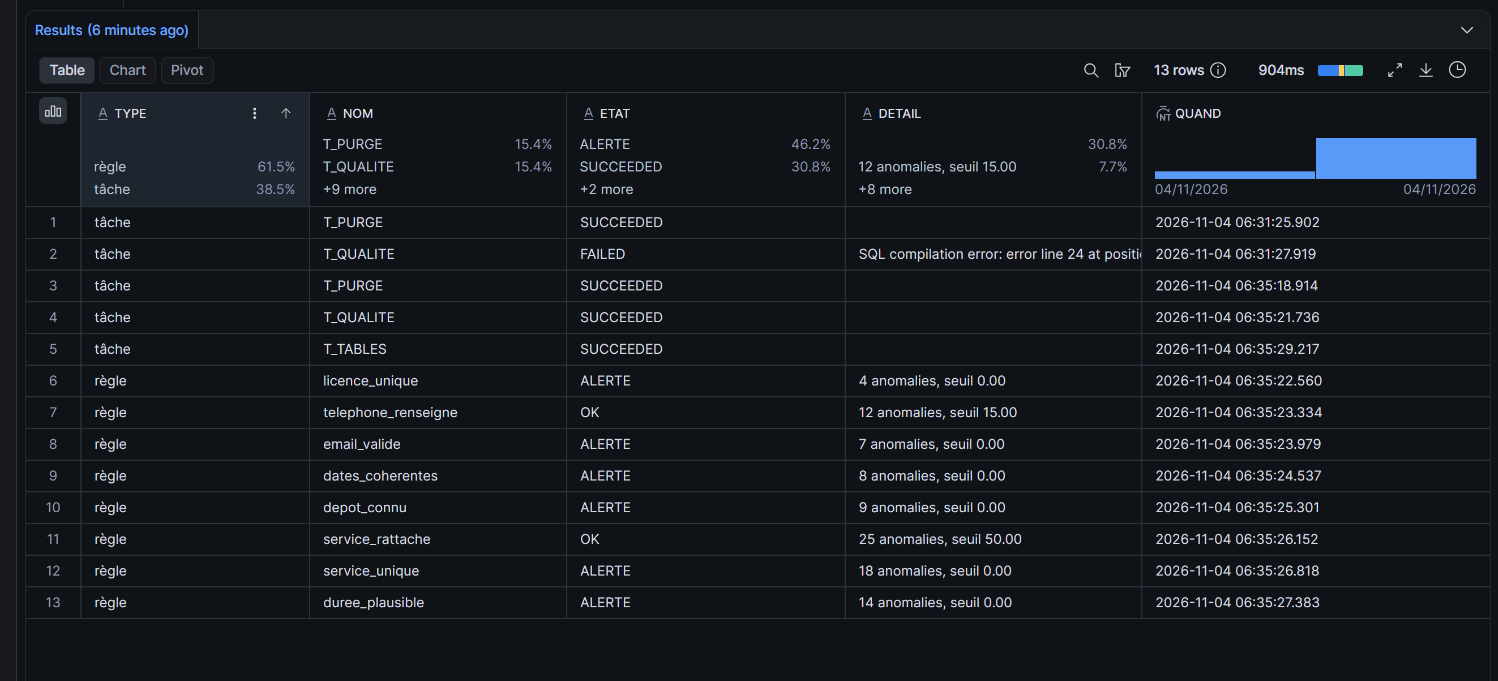 Results (6 minutes ago)
Table Chart Pivot 13 rows 904ms
A TYPE A NOM A ETAT A DETAIL NT QUAND
T_PURGE 15.4% ALERTE 46.2% 30.8%
règle 61.5% T_QUALITE 15.4% SUCCEEDED 30.8% 12 anomalies, seuil 15.00 7.7%
tâche 38.5% +9 more +2 more +8 more 04/11/2026 04/11/2026
1 tâche T_PURGE SUCCEEDED 2026-11-04 06:31:25.902
2 tâche T_QUALITE FAILED SQL compilation error: error line 24 at positi 2026-11-04 06:31:27.919
3 tâche T_PURGE SUCCEEDED 2026-11-04 06:35:18.914
4 tâche T_QUALITE SUCCEEDED 2026-11-04 06:35:21.736
5 tâche T_TABLES SUCCEEDED 2026-11-04 06:35:29.217
6 règle licence_unique ALERTE 4 anomalies, seuil 0.00 2026-11-04 06:35:22.560
7 règle telephone_renseigne OK 12 anomalies, seuil 15.00 2026-11-04 06:35:23.334
8 règle email_valide ALERTE 7 anomalies, seuil 0.00 2026-11-04 06:35:23.979
9 règle dates_coherentes ALERTE 8 anomalies, seuil 0.00 2026-11-04 06:35:24.537
10 règle depot_connu ALERTE 9 anomalies, seuil 0.00 2026-11-04 06:35:25.301
11 règle service_rattache OK 25 anomalies, seuil 50.00 2026-11-04 06:35:26.152
12 règle service_unique ALERTE 18 anomalies, seuil 0.00 2026-11-04 06:35:26.818
13 règle duree_plausible ALERTE 14 anomalies, seuil 0.00 2026-11-04 06:35:27.383